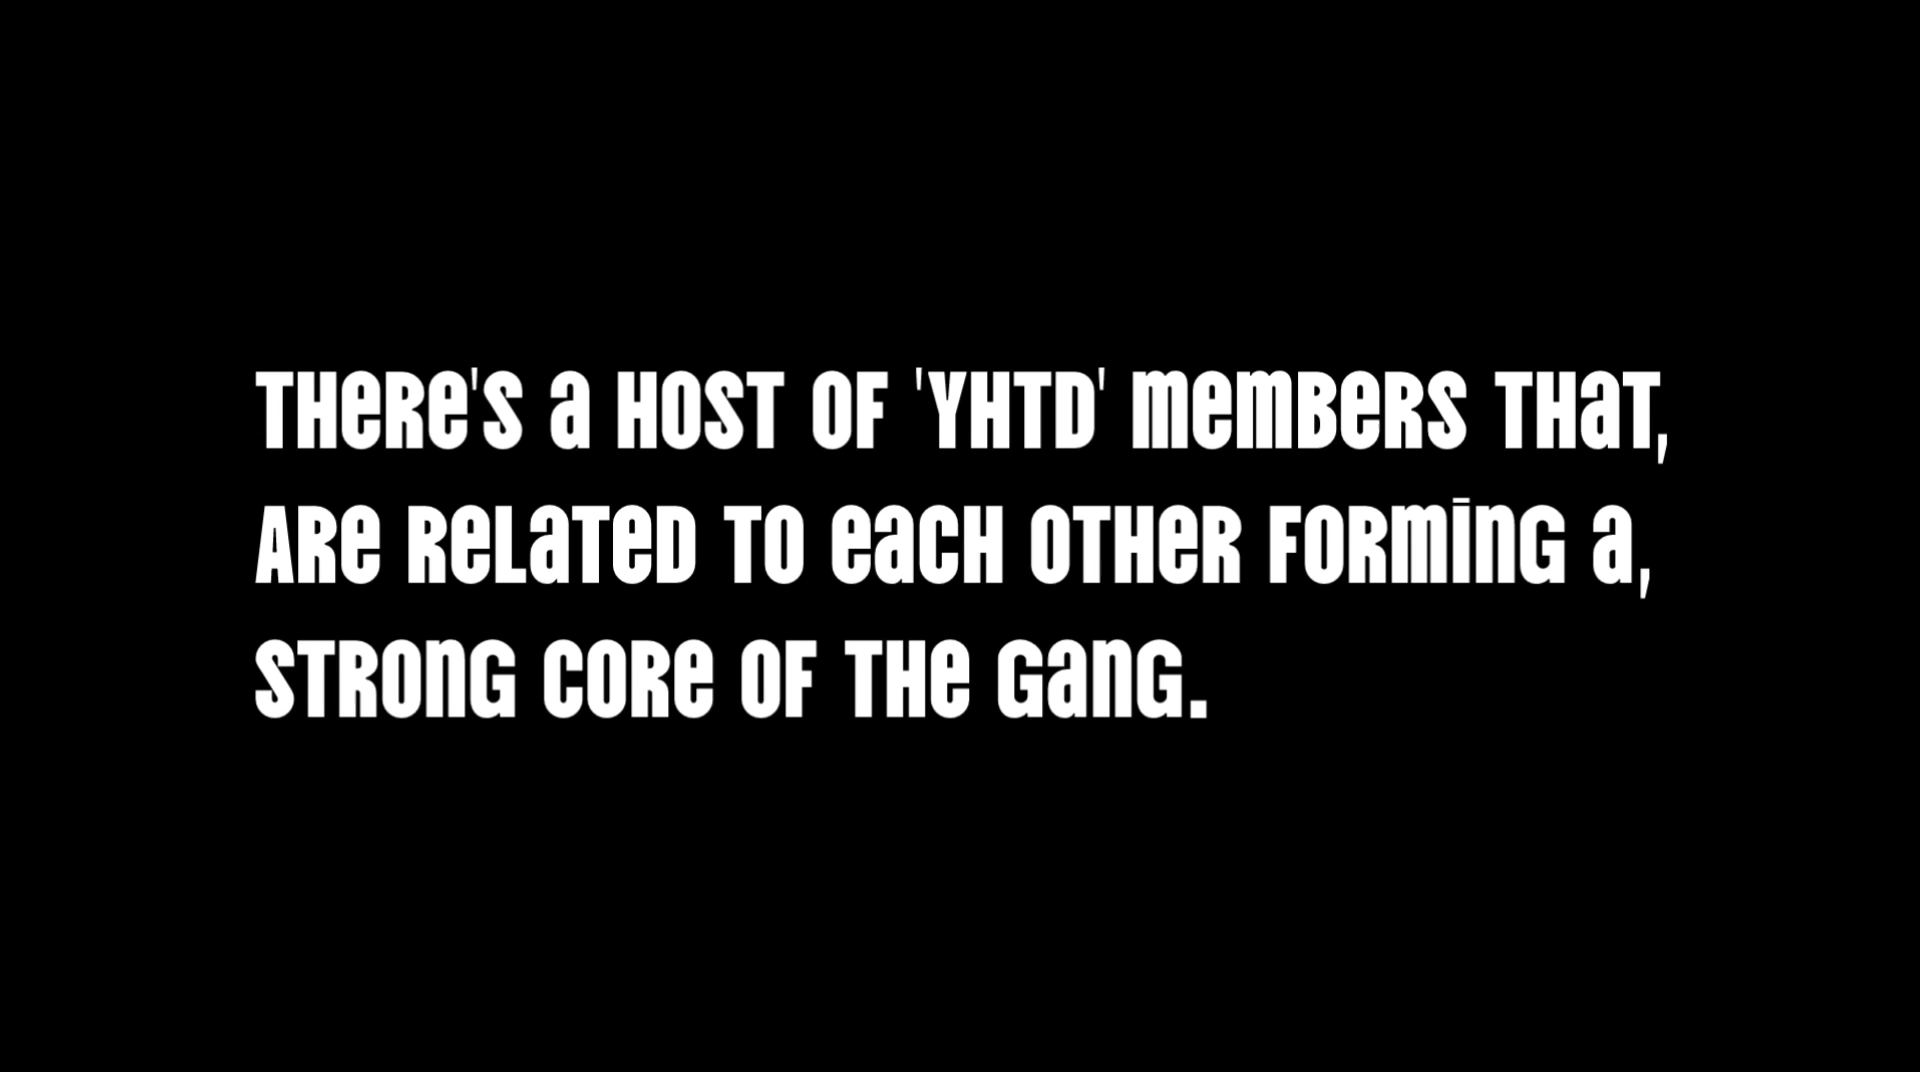 There's a host of 'YHTD' members that,
Are related to each other forming a,
strong core of the gang.